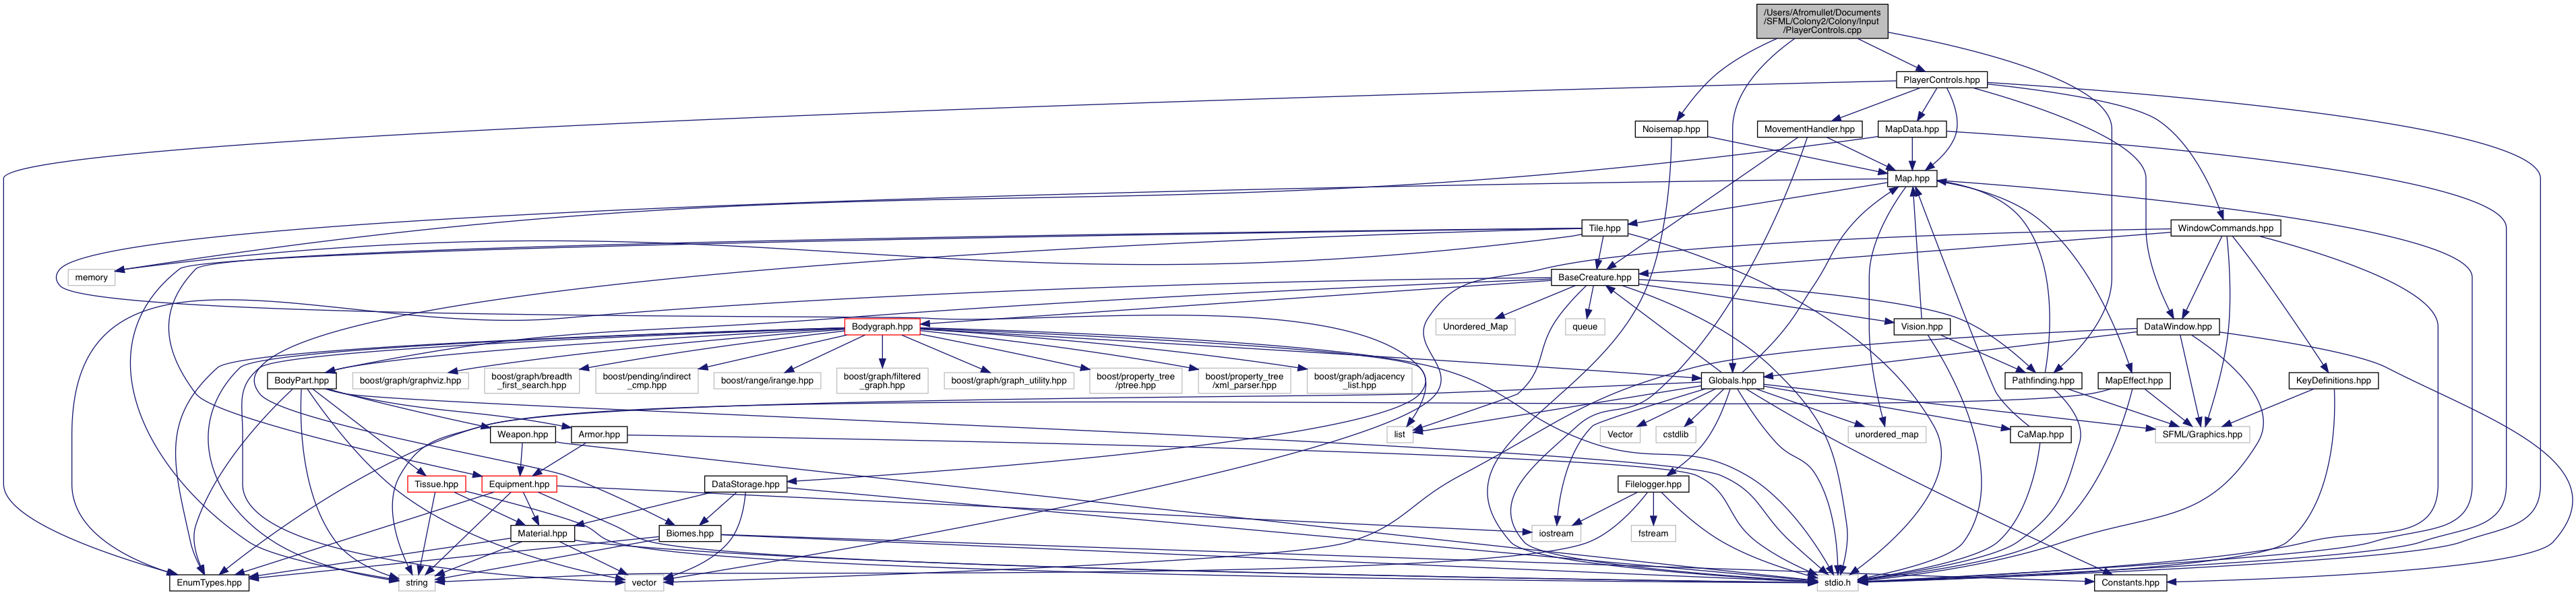 /Users/Afromullet/Documents
/SFML/Colony2/Colony/Input
/PlayerControls.cpp
PlayerControls.hpp
Noisemap.hpp
MovementHandler.hpp
MapData.hpp
Map.hpp
Tile.hpp
WindowCommands.hpp
memory
BaseCreature.hpp
Bodygraph.hpp
Unordered_Map
queue
Vision.hpp
DataWindow.hpp
BodyPart.hpp
boost/graph/graphviz.hpp
boost/graph/breadth
_first_search.hpp
boost/pending/indirect
_cmp.hpp
boost/range/irange.hpp
boost/graph/filtered
_graph.hpp
boost/graph/graph_utility.hpp
boost/property_tree
/ptree.hpp
boost/property_tree
/xml_parser.hpp
boost/graph/adjacency
_list.hpp
Globals.hpp
Pathfinding.hpp
MapEffect.hpp
KeyDefinitions.hpp
Weapon.hpp
Armor.hpp
list
Vector
cstdlib
unordered_map
CaMap.hpp
SFML/Graphics.hpp
Tissue.hpp
Equipment.hpp
DataStorage.hpp
Filelogger.hpp
Material.hpp
Biomes.hpp
iostream
fstream
EnumTypes.hpp
string
vector
stdio.h
Constants.hpp